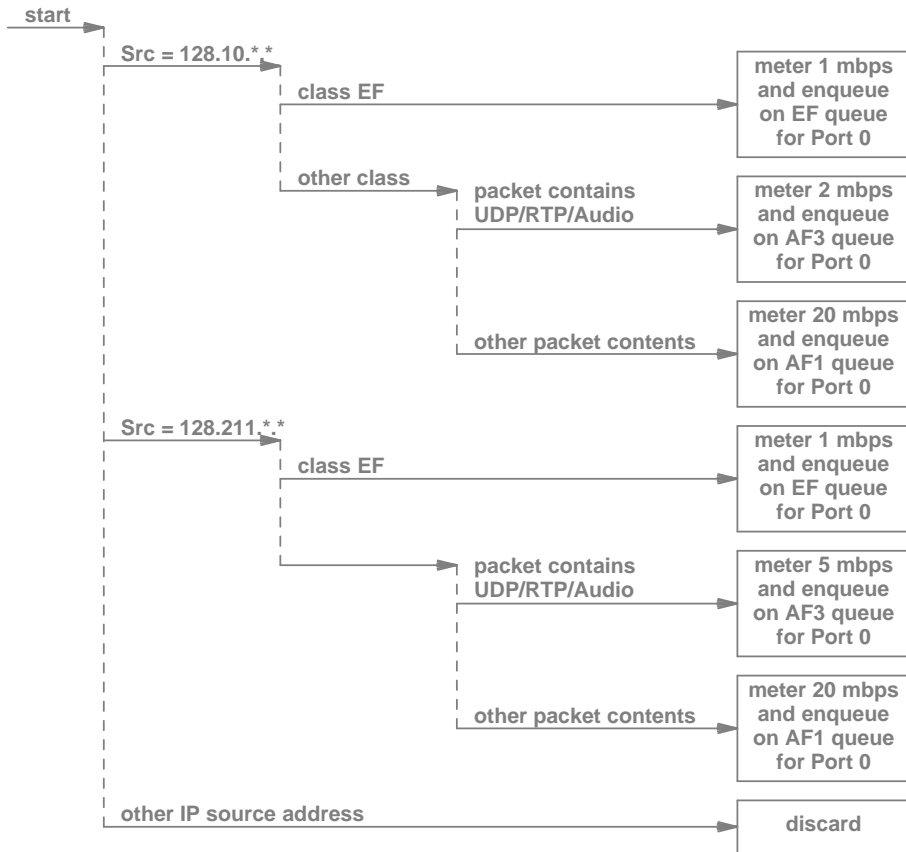 start
Src = 128.10.*.*
class EF
meter 1 mbps
and enqueue
on EF queue
for Port 0
other class
packet contains
UDP/RTP/Audio
meter 2 mbps
and enqueue
on AF3 queue
for Port 0
other packet contents
meter 20 mbps
and enqueue
on AF1 queue
for Port 0
Src = 128.211.*.*
class EF
meter 1 mbps
and enqueue
on EF queue
for Port 0
packet contains
UDP/RTP/Audio
meter 5 mbps
and enqueue
on AF3 queue
for Port 0
other packet contents
meter 20 mbps
and enqueue
on AF1 queue
for Port 0
other IP source address
discard